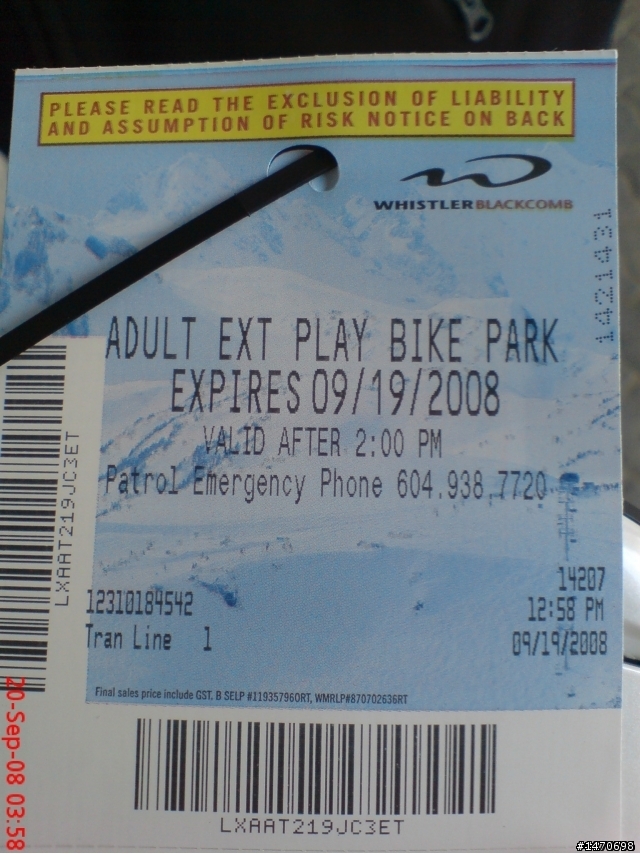 PLEASE READ THE EXCLUSION OF LIABILITY
AND ASSUMPTION OF RISK NOTICE ON BACK
WHISTLERBLACKCOMB
1421431
ADULT EXT PLAY BIKE PARK
EXPIRES 09/19/2008
VALID AFTER 2:00 PM
Patrol Emergency Phone 604.938.7720
LXAAT219JC3ET
12310184542
Tran Line 1
14207
12:58 PM
09/19/2008
Final sales price include GST. B SELP #119357960RT, WMRLP#870702636RT
LXAAT219JC3ET
20-Sep-08 03:58
#1470698